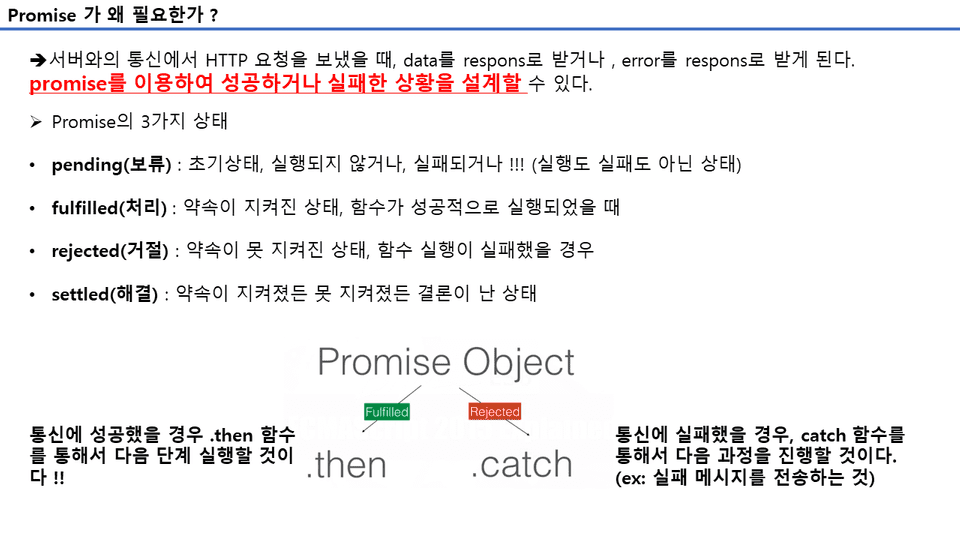 Promise 가 왜 필요한가 ?
➔서버와의 통신에서 HTTP 요청을 보냈을 때, data를 respons로 받거나 , error를 respons로 받게 된다.
promise를 이용하여 성공하거나 실패한 상황을 설계할 수 있다.
➢ Promise의 3가지 상태
• pending(보류) : 초기상태, 실행되지 않거나, 실패되거나 !!! (실행도 실패도 아닌 상태)
• fulfilled(처리) : 약속이 지켜진 상태, 함수가 성공적으로 실행되었을 때
• rejected(거절) : 약속이 못 지켜진 상태, 함수 실행이 실패했을 경우
• settled(해결) : 약속이 지켜졌든 못 지켜졌든 결론이 난 상태
Promise Object
Fulfilled
Rejected
통신에 성공했을 경우 .then 함수
를 통해서 다음 단계 실행할 것이
다 !!
.then
.catch
통신에 실패했을 경우, catch 함수를
통해서 다음 과정을 진행할 것이다.
(ex: 실패 메시지를 전송하는 것)